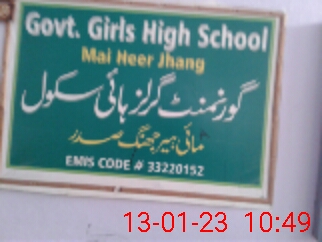 Govt. Girls High School
Mai Heer Jhang
گورنمنٹ گرلز ہائی سکول
مائی ہیر جھنگ صدر
EMIS CODE # 33220152
13-01-23 10:49